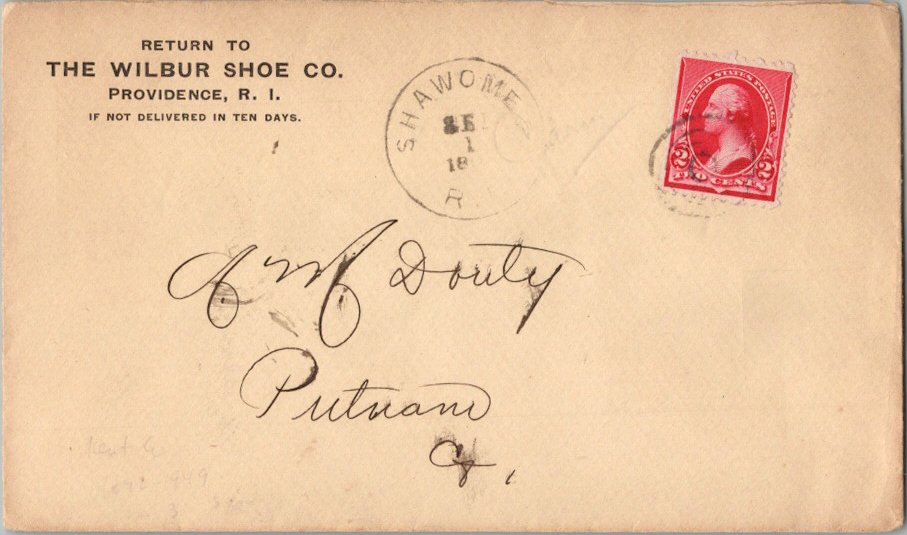 RETURN TO
THE WILBUR SHOE CO.
PROVIDENCE, R. I.
IF NOT DELIVERED IN TEN DAYS.
SHAWOME
SE
1
18
R
UNITED STATES POSTAGE
2 2
TWO CENTS
Douty
Putnam
Ct,